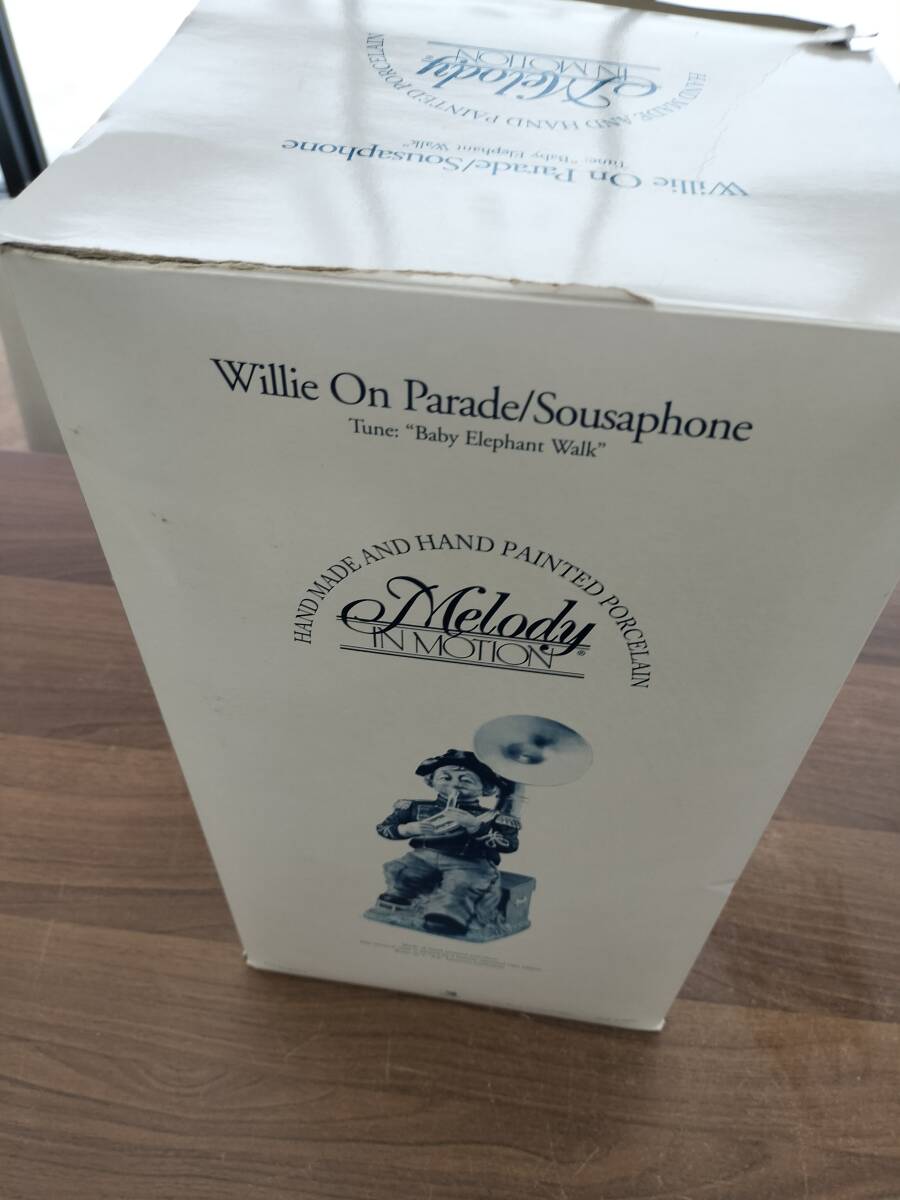 HAND MADE AND HAND PAINTED PORCELAIN
Melody
IN MOTION
Tune: "Baby Elephant Walk"
Willie On Parade/Sousaphone
Willie On Parade/Sousaphone
Tune: “Baby Elephant Walk”
HAND MADE AND HAND PAINTED PORCELAIN
Melody ®
IN MOTION